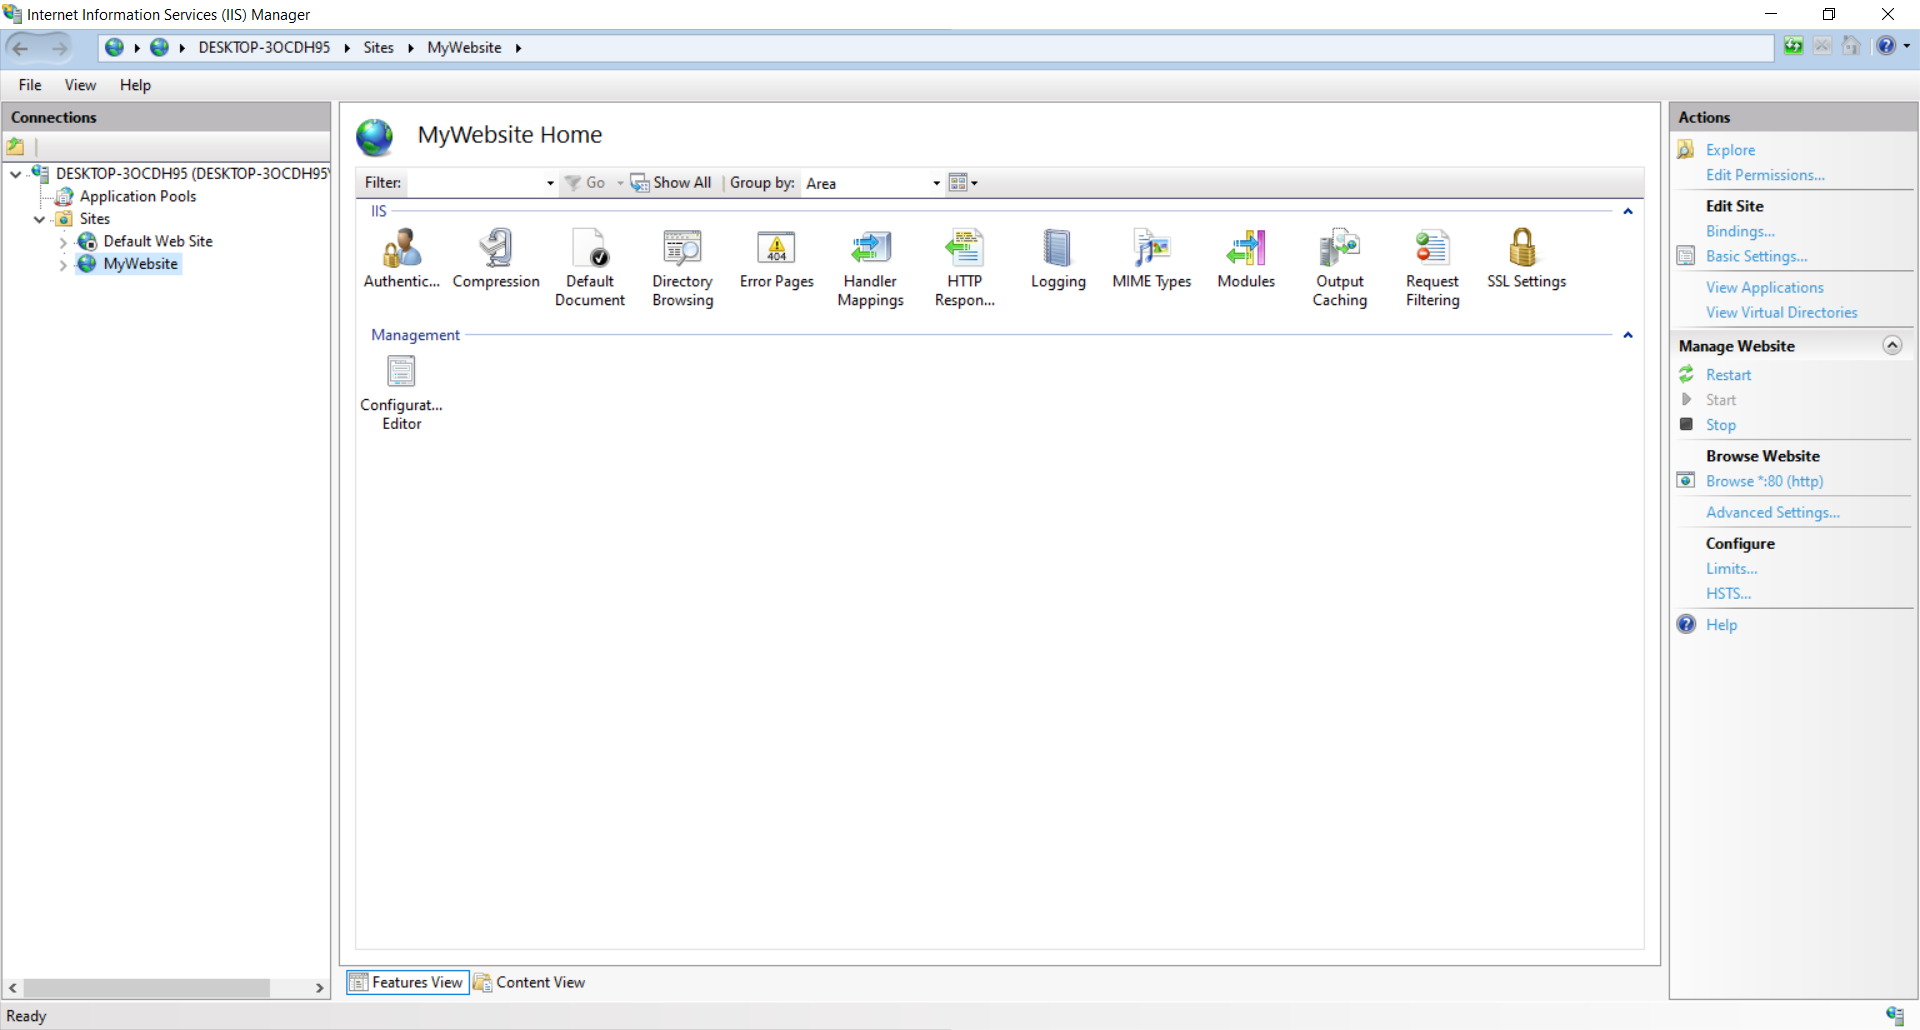 Internet Information Services (IIS) Manager
DESKTOP-3OCDH95 Sites MyWebsite
File View Help
Connections
DESKTOP-3OCDH95 (DESKTOP-3OCDH95\
Application Pools
Sites
Default Web Site
MyWebsite
MyWebsite Home
Filter: Go Show All Group by: Area
IIS
Authentic...
Compression
Default
Document
Directory
Browsing
404
Error Pages
Handler
Mappings
HTTP
Respon...
Logging
MIME Types
Modules
Output
Caching
Request
Filtering
SSL Settings
Management
Configurat...
Editor
Features View
Content View
Actions
Explore
Edit Permissions...
Edit Site
Bindings...
Basic Settings...
View Applications
View Virtual Directories
Manage Website
Restart
Start
Stop
Browse Website
Browse *:80 (http)
Advanced Settings...
Configure
Limits...
HSTS...
Help
Ready